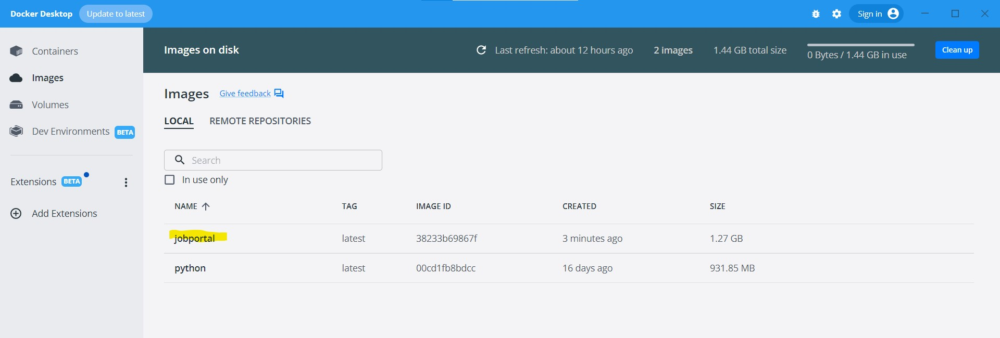 Docker Desktop Update to latest Sign in
Containers
Images
Volumes
Dev Environments BETA
Extensions BETA
Add Extensions
Images on disk Last refresh: about 12 hours ago 2 images 1.44 GB total size 0 Bytes / 1.44 GB in use Clean up
Images Give feedback
LOCAL REMOTE REPOSITORIES
Search
In use only
NAME TAG IMAGE ID CREATED SIZE
jobportal latest 38233b69867f 3 minutes ago 1.27 GB
python latest 00cd1fb8bdcc 16 days ago 931.85 MB